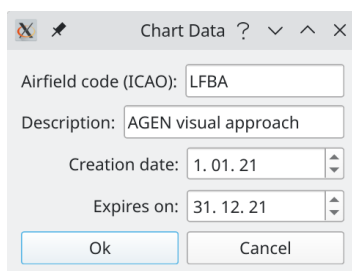 Chart Data
Airfield code (ICAO): LFBA
Description: AGEN visual approach
Creation date: 1. 01. 21
Expires on: 31. 12. 21
Ok Cancel